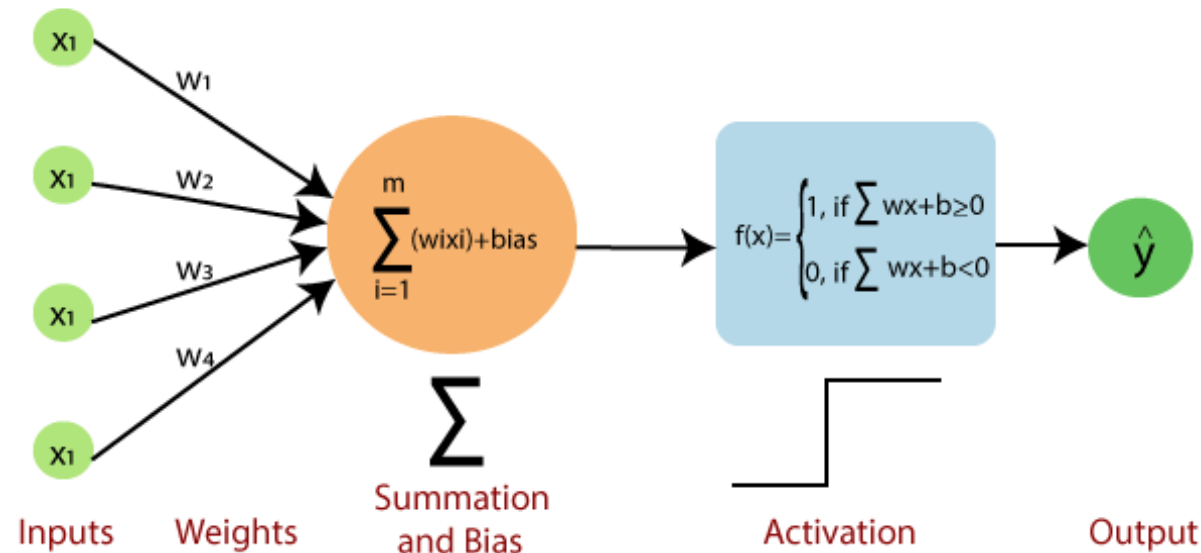 x₁
w₁
x₁
w₂
x₁
w₃
x₁
w₄
m
∑(wixi)+bias
i=1
f(x)={1, if ∑ wx+b≥0
0, if ∑ wx+b<0
ŷ
∑
Inputs
Weights
Summation
and Bias
Activation
Output